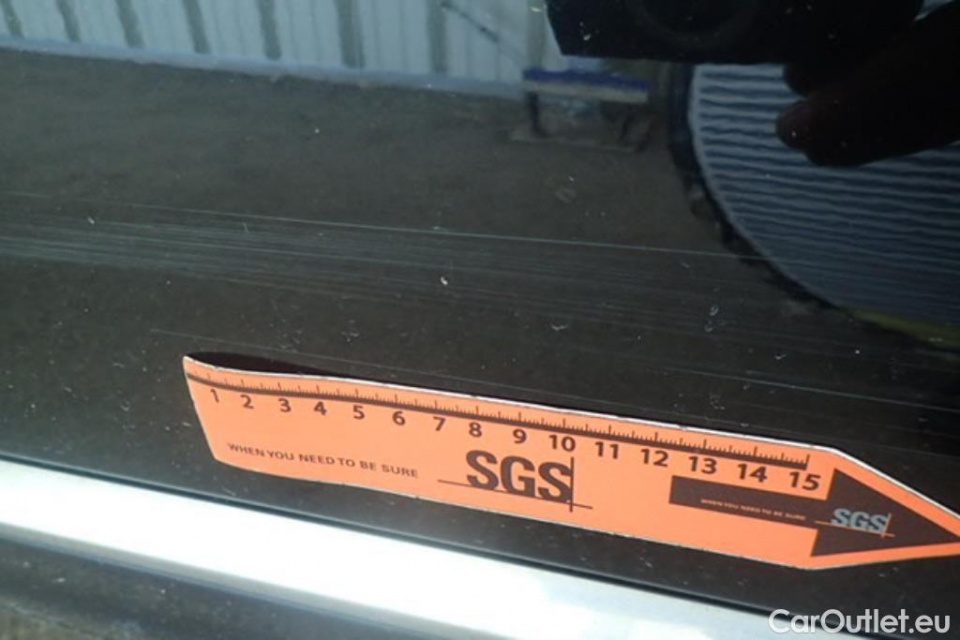 1 2 3 4 5 6 7 8 9 10 11 12 13 14 15
WHEN YOU NEED TO BE SURE
SGS
WHEN YOU NEED TO BE SURE
SGS
CarOutlet.eu